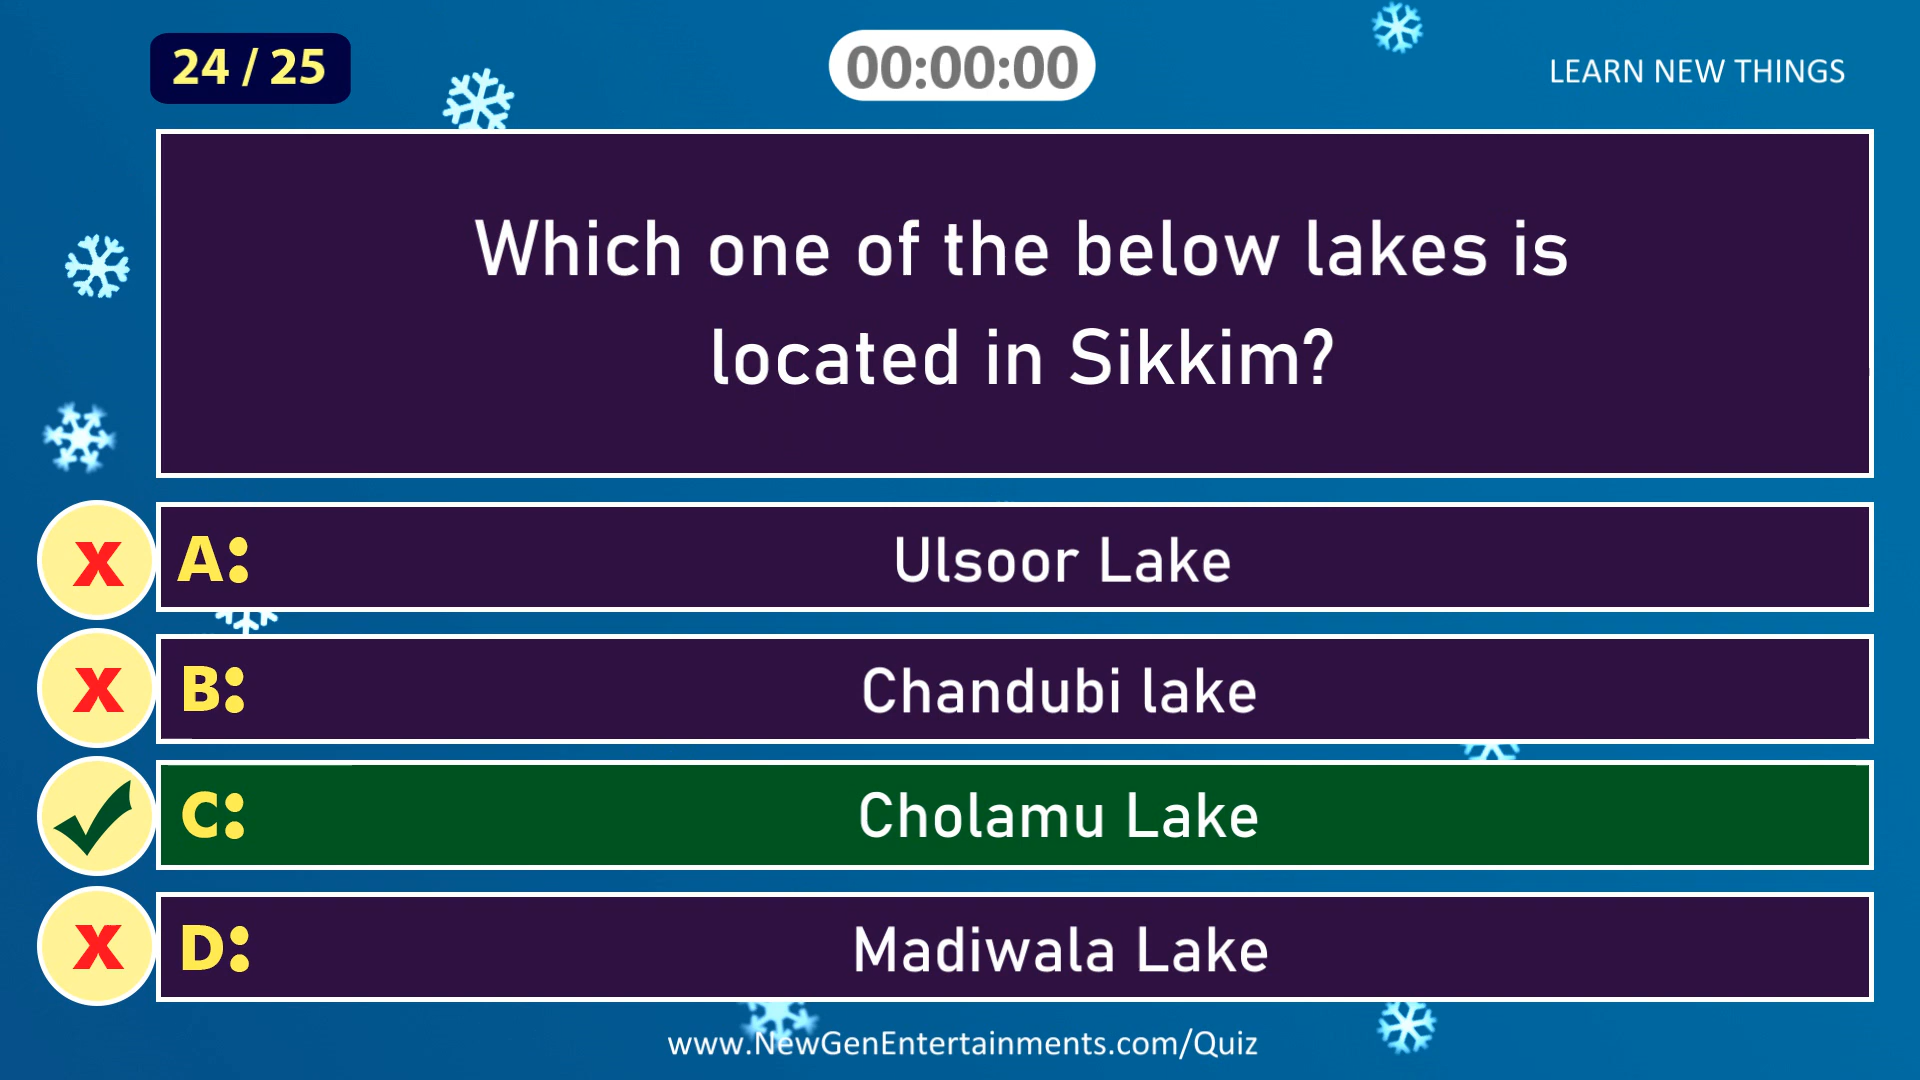 24 / 25
00:00:00
LEARN NEW THINGS
Which one of the below lakes is
located in Sikkim?
X A: Ulsoor Lake
X B: Chandubi lake
C: Cholamu Lake
X D: Madiwala Lake
www.NewGenEntertainments.com/Quiz